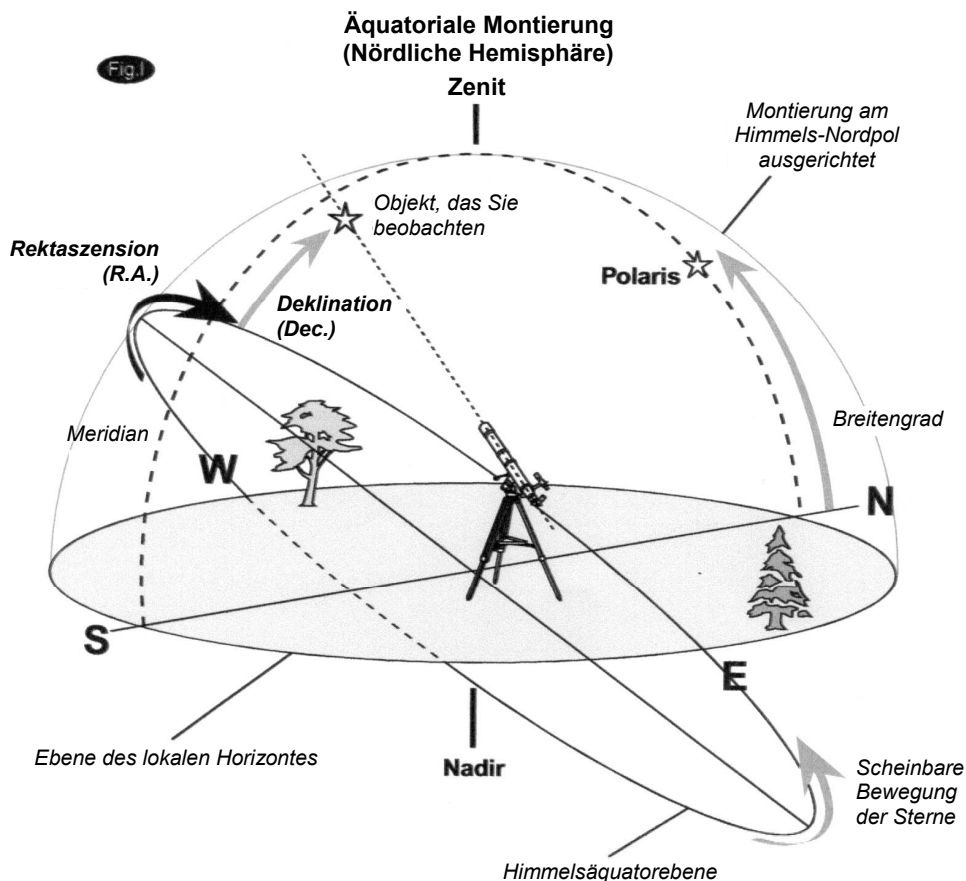 Äquatoriale Montierung
(Nördliche Hemisphäre)
Fig.I
Zenit
Montierung am
Himmels-Nordpol
ausgerichtet
Objekt, das Sie
beobachten
Rektaszension
(R.A.)
Polaris
Deklination
(Dec.)
Meridian
Breitengrad
W
N
S
E
Ebene des lokalen Horizontes
Nadir
Scheinbare
Bewegung
der Sterne
Himmelsäquatorebene